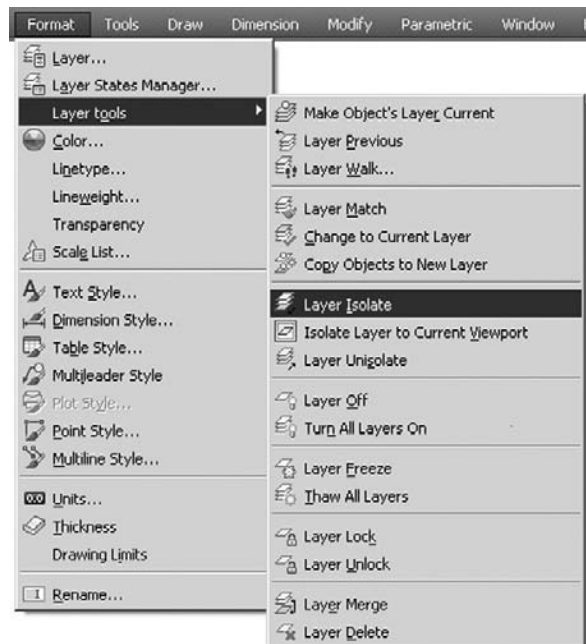 Format Tools Draw Dimension Modify Parametric Window
Layer...
Layer States Manager...
Layer tools
Color...
Linetype...
Lineweight...
Transparency
Scale List...
Text Style...
Dimension Style...
Table Style...
Multileader Style
Plot Style...
Point Style...
Multiline Style...
Units...
Thickness
Drawing Limits
Rename...
Make Object's Layer Current
Layer Previous
Layer Walk...
Layer Match
Change to Current Layer
Copy Objects to New Layer
Layer Isolate
Isolate Layer to Current Viewport
Layer Unisolate
Layer Off
Turn All Layers On
Layer Freeze
Thaw All Layers
Layer Lock
Layer Unlock
Layer Merge
Layer Delete